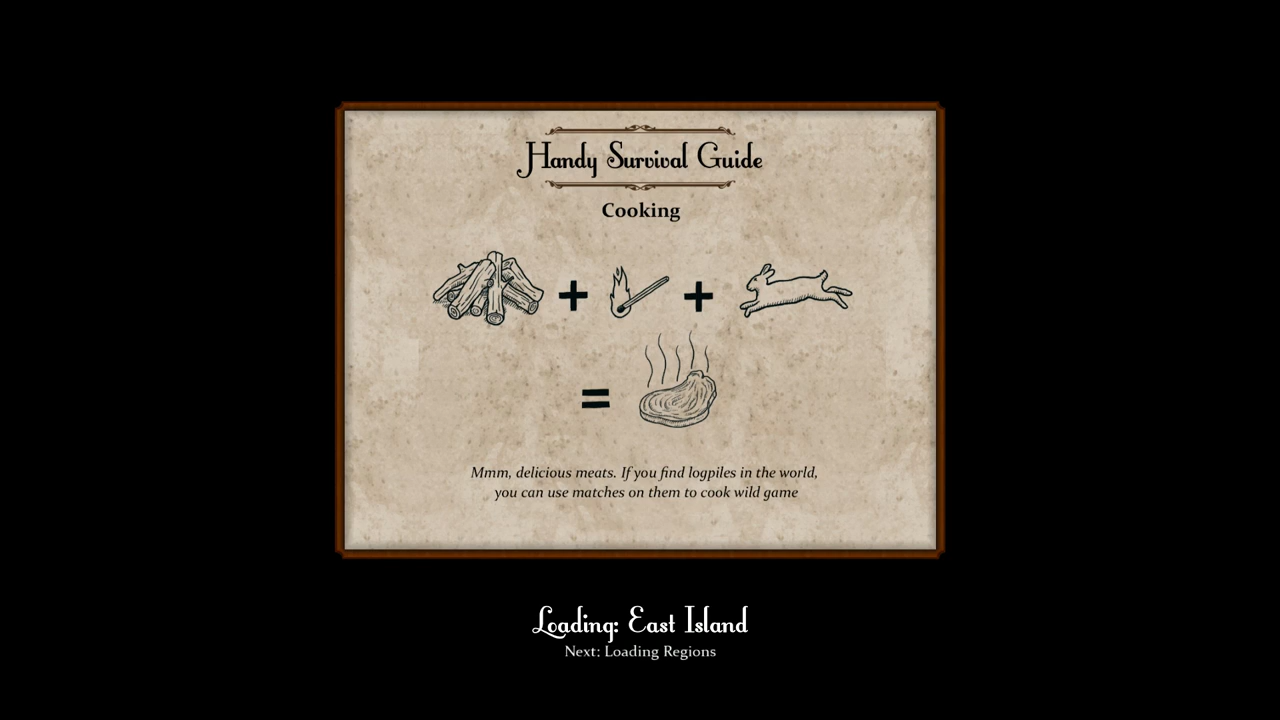 Handy Survival Guide
Cooking
+ +
=
Mmm, delicious meats. If you find logpiles in the world,
you can use matches on them to cook wild game
Loading: East Island
Next: Loading Regions